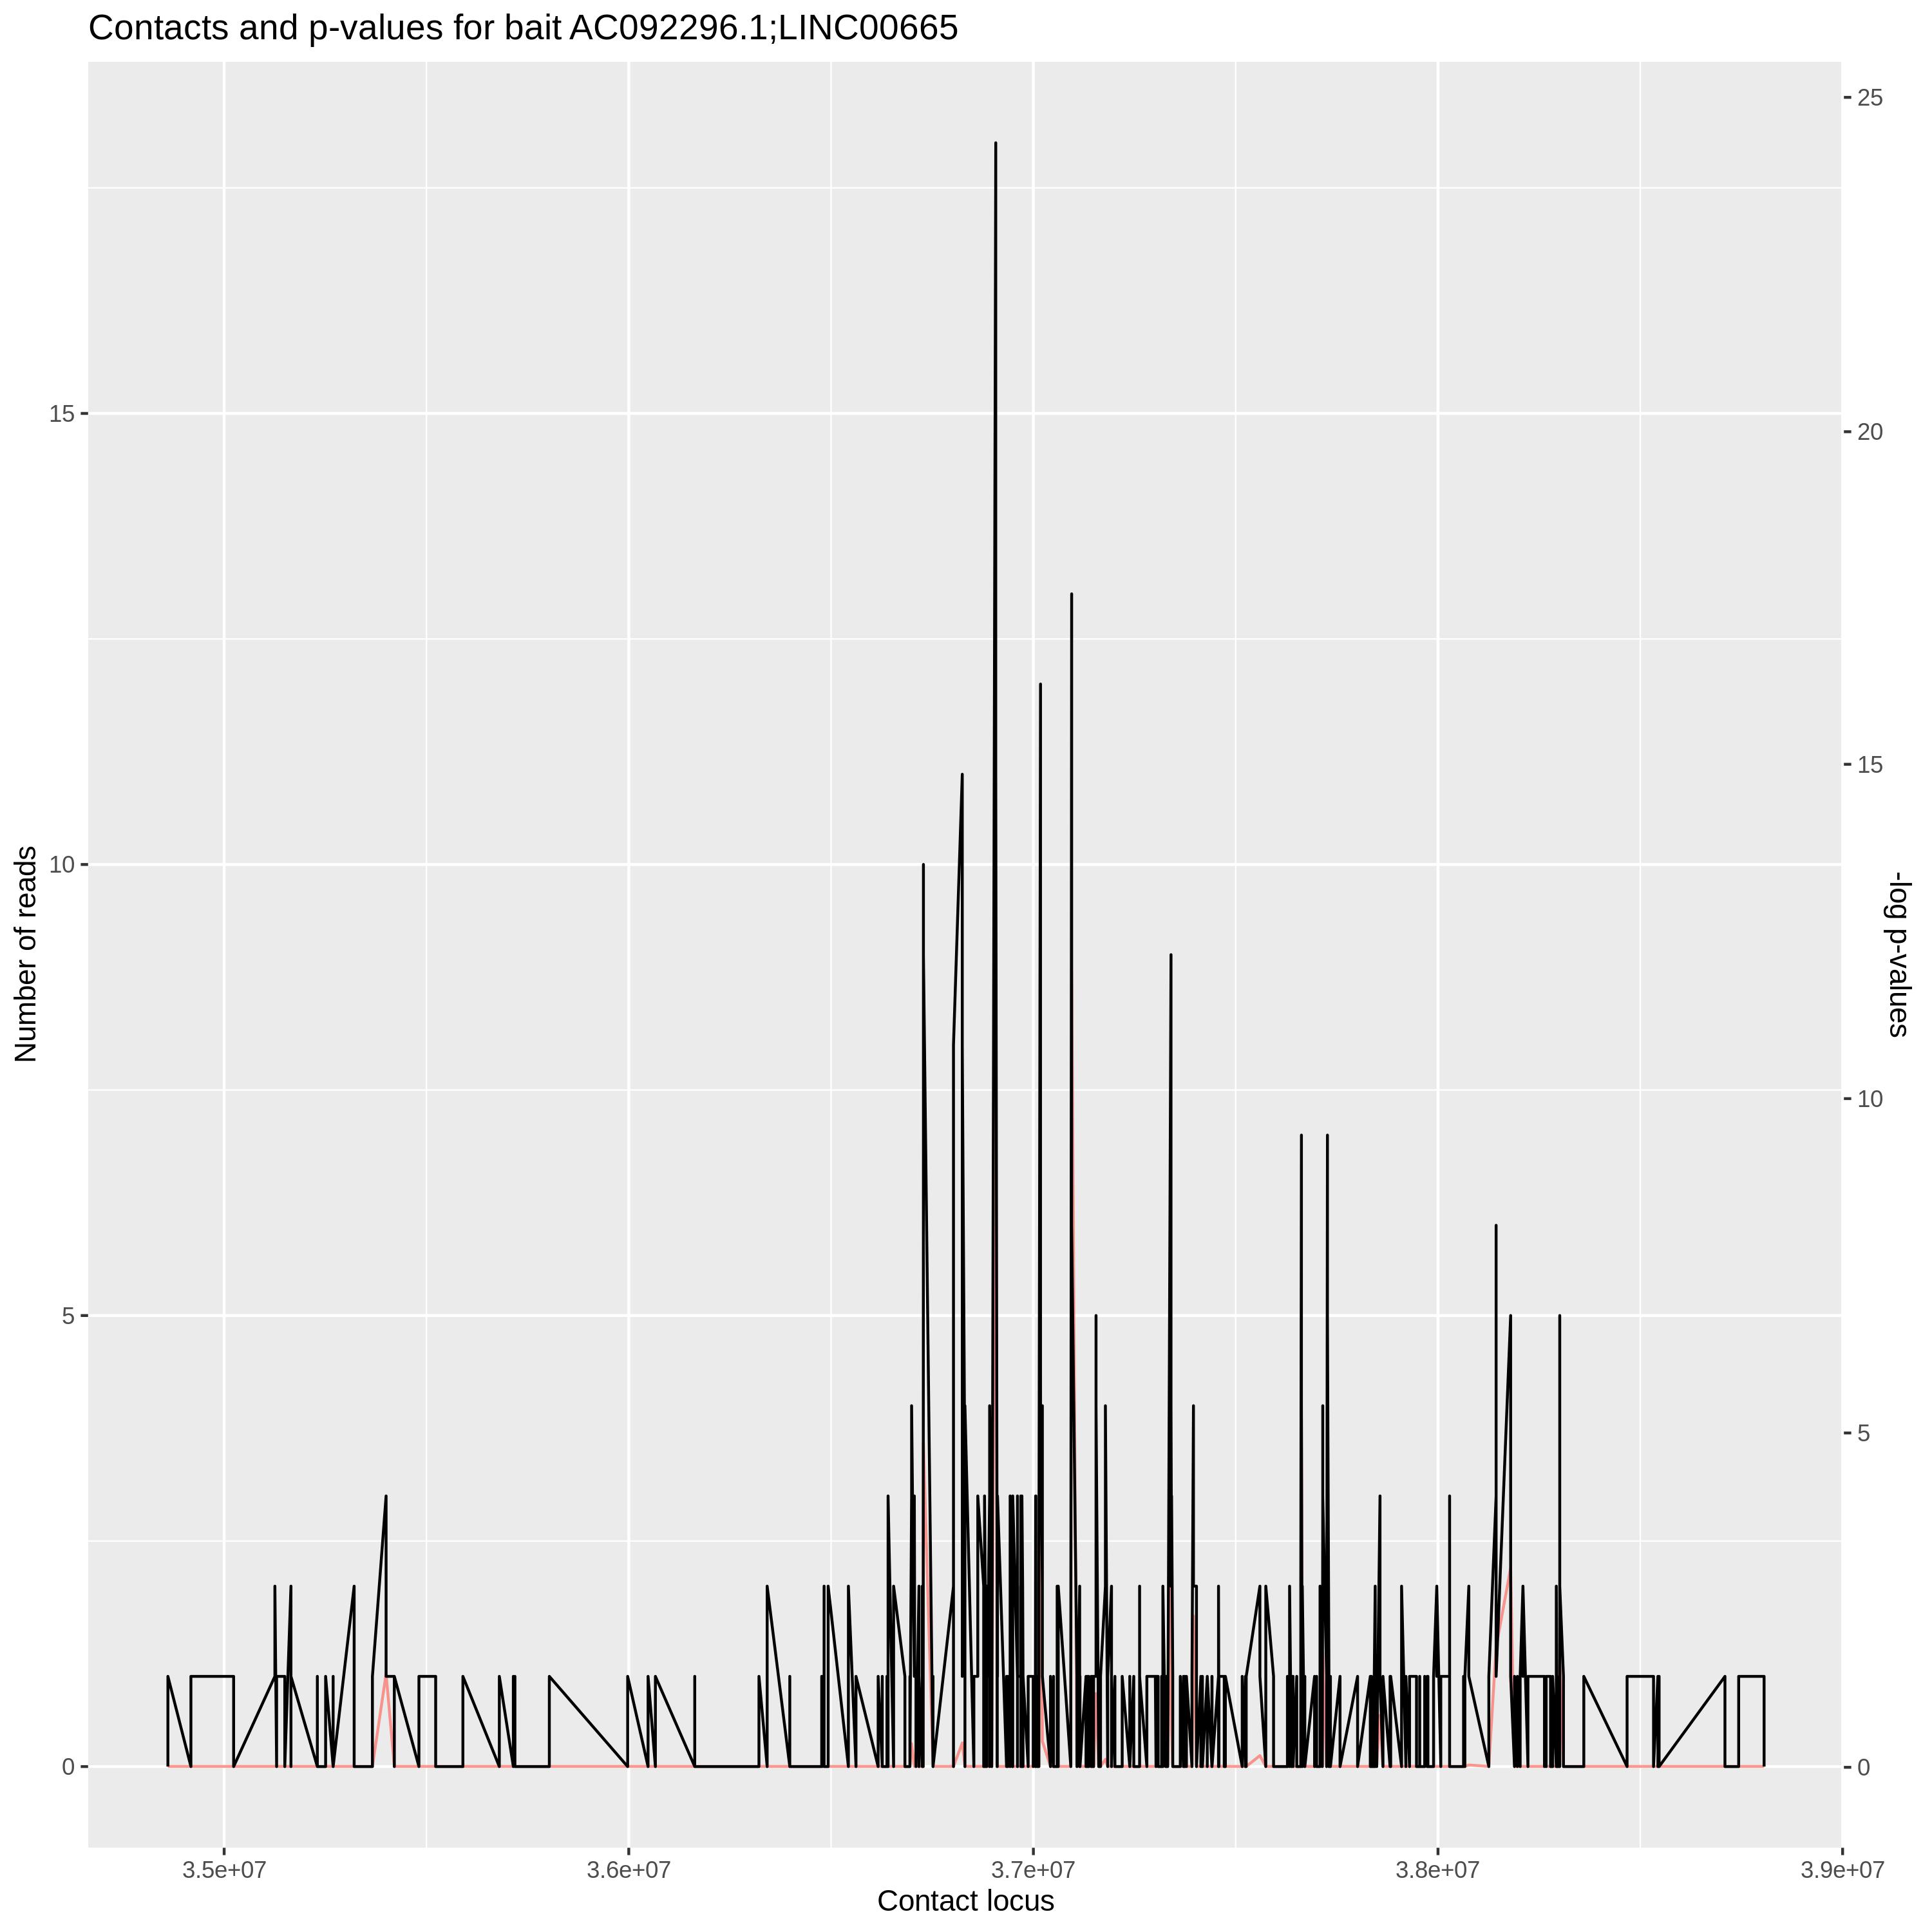 Contacts and p-values for bait AC092296.1;LINC00665
25
20
15
10
5
0
-log p-values
15
10
5
0
Number of reads
3.5e+07 3.6e+07 3.7e+07 3.8e+07 3.9e+07
Contact locus